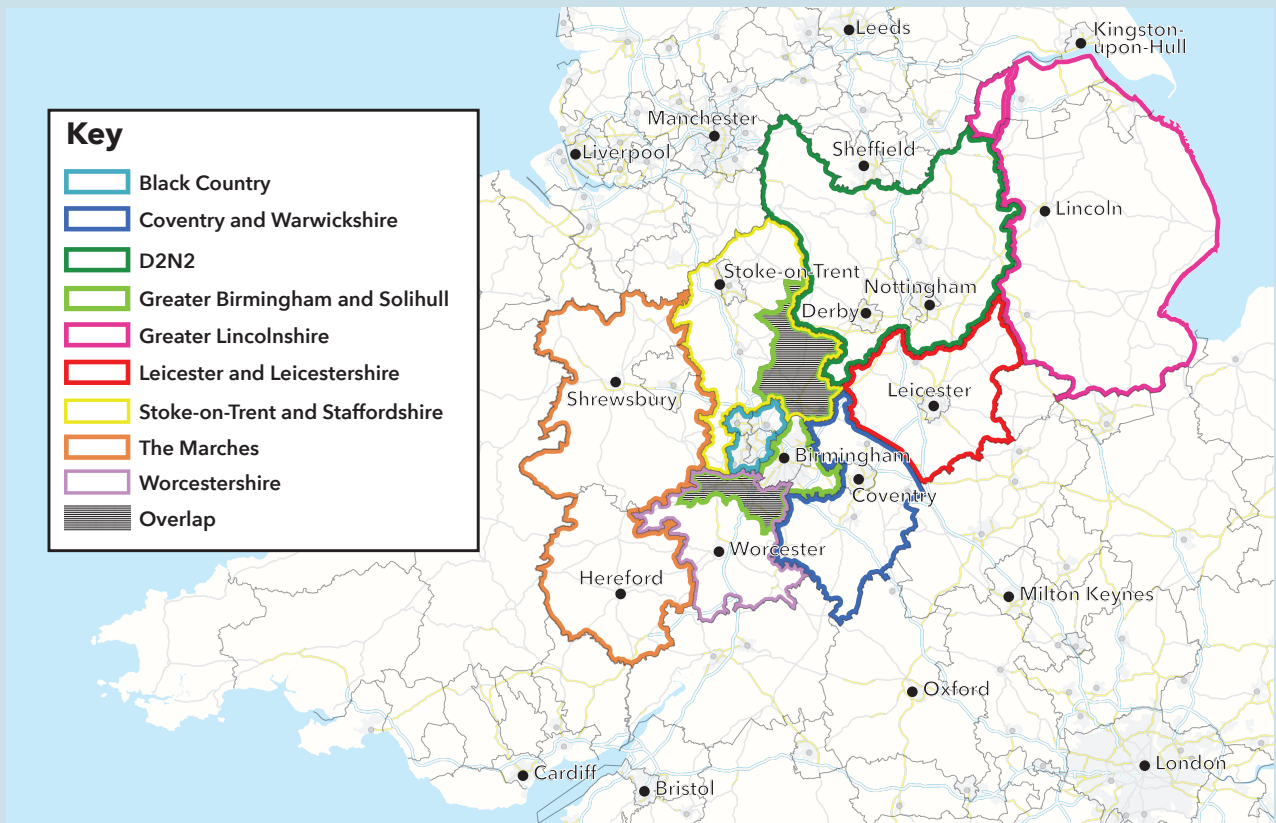 Key
Black Country
Coventry and Warwickshire
D2N2
Greater Birmingham and Solihull
Greater Lincolnshire
Leicester and Leicestershire
Stoke-on-Trent and Staffordshire
The Marches
Worcestershire
Overlap
Leeds
Kingston-
upon-Hull
Manchester
Liverpool
Sheffield
Lincoln
Stoke-on-Trent
Nottingham
Derby
Shrewsbury
Leicester
Birmingham
Coventry
Worcester
Hereford
Milton Keynes
Oxford
London
Cardiff
Bristol